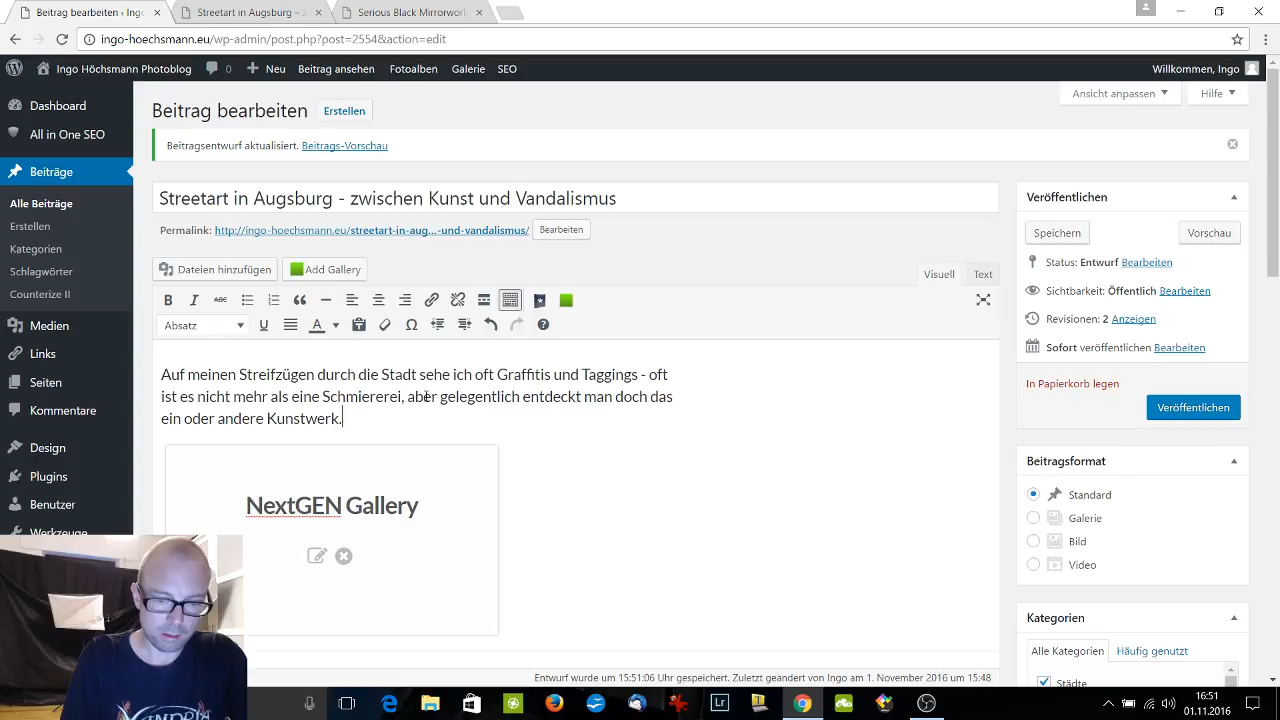 Beitrag bearbeiten ‹ Ingo
Streetart in Augsburg –
Serious Black Mirrorworl
ingo-hoechsmann.eu/wp-admin/post.php?post=2554&action=edit
Ingo Höchsmann Photoblog 0 Neu Beitrag ansehen Fotoalben Galerie SEO Willkommen, Ingo
Ansicht anpassen Hilfe
Dashboard
All in One SEO
Beiträge
Alle Beiträge
Erstellen
Kategorien
Schlagwörter
Counterize II
Medien
Links
Seiten
Kommentare
Design
Plugins
Benutzer
Werkzeuge
Beitrag bearbeiten Erstellen
Beitragsentwurf aktualisiert. Beitrags-Vorschau
Streetart in Augsburg - zwischen Kunst und Vandalismus
Permalink: http://ingo-hoechsmann.eu/streetart-in-aug...-und-vandalismus/ Bearbeiten
Dateien hinzufügen Add Gallery
Visuell Text
B I ABC
Absatz U A Ω
Auf meinen Streifzügen durch die Stadt sehe ich oft Graffitis und Taggings - oft
ist es nicht mehr als eine Schmiererei, aber gelegentlich entdeckt man doch das
ein oder andere Kunstwerk.
NextGEN Gallery
Entwurf wurde um 15:51:06 Uhr gespeichert. Zuletzt geändert von Ingo am 1. November 2016 um 15:48
Veröffentlichen
Speichern Vorschau
Status: Entwurf Bearbeiten
Sichtbarkeit: Öffentlich Bearbeiten
Revisionen: 2 Anzeigen
Sofort veröffentlichen Bearbeiten
In Papierkorb legen
Veröffentlichen
Beitragsformat
Standard
Galerie
Bild
Video
Kategorien
Alle Kategorien Häufig genutzt
Städte
Lr
16:51
01.11.2016